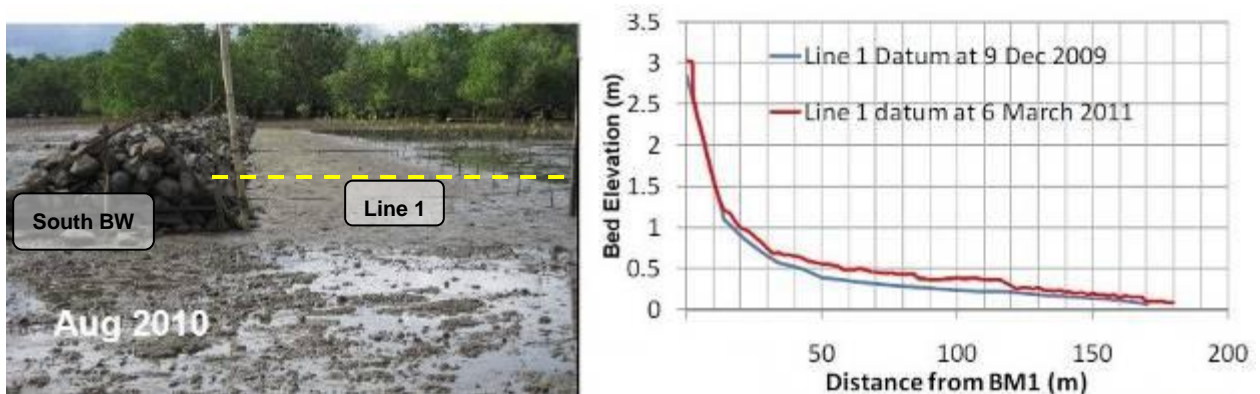 South BW
Line 1
Aug 2010
3.5
3
2.5
2
1.5
1
0.5
0
Bed Elevation (m)
Line 1 Datum at 9 Dec 2009
Line 1 datum at 6 March 2011
50
100
150
200
Distance from BM1 (m)